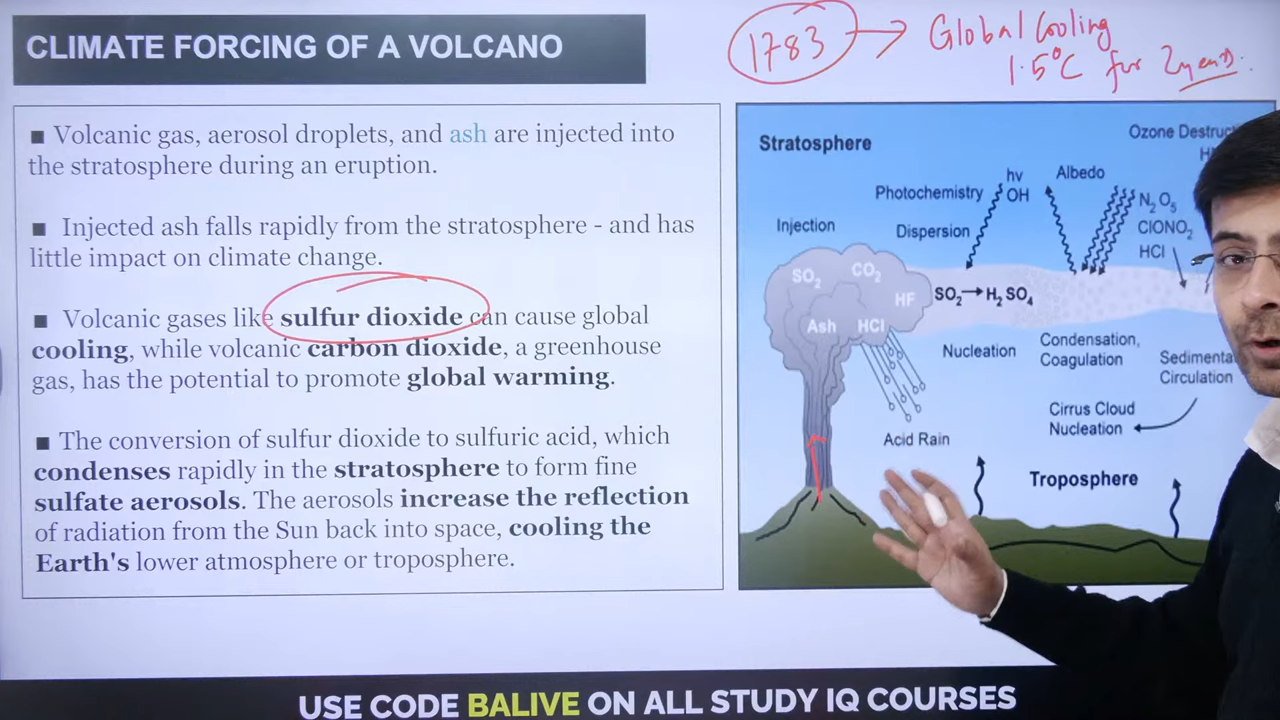 CLIMATE FORCING OF A VOLCANO
1783 → Global Cooling
1.5°C for 2 years.
■ Volcanic gas, aerosol droplets, and ash are injected into
the stratosphere during an eruption.
■ Injected ash falls rapidly from the stratosphere - and has
little impact on climate change.
■ Volcanic gases like sulfur dioxide can cause global
cooling, while volcanic carbon dioxide, a greenhouse
gas, has the potential to promote global warming.
■ The conversion of sulfur dioxide to sulfuric acid, which
condenses rapidly in the stratosphere to form fine
sulfate aerosols. The aerosols increase the reflection
of radiation from the Sun back into space, cooling the
Earth's lower atmosphere or troposphere.
Stratosphere
Ozone
hv
OH
Albedo
Photochemistry
N₂O₅
ClONO₂
HCl
Injection
Dispersion
SO₂
CO₂
HF
Ash
HCl
SO₂→H₂SO₄
Nucleation
Condensation,
Coagulation
Circulation
Cirrus Cloud
Nucleation
Acid Rain
Troposphere
USE CODE BALIVE ON ALL STUDY IQ COURSES